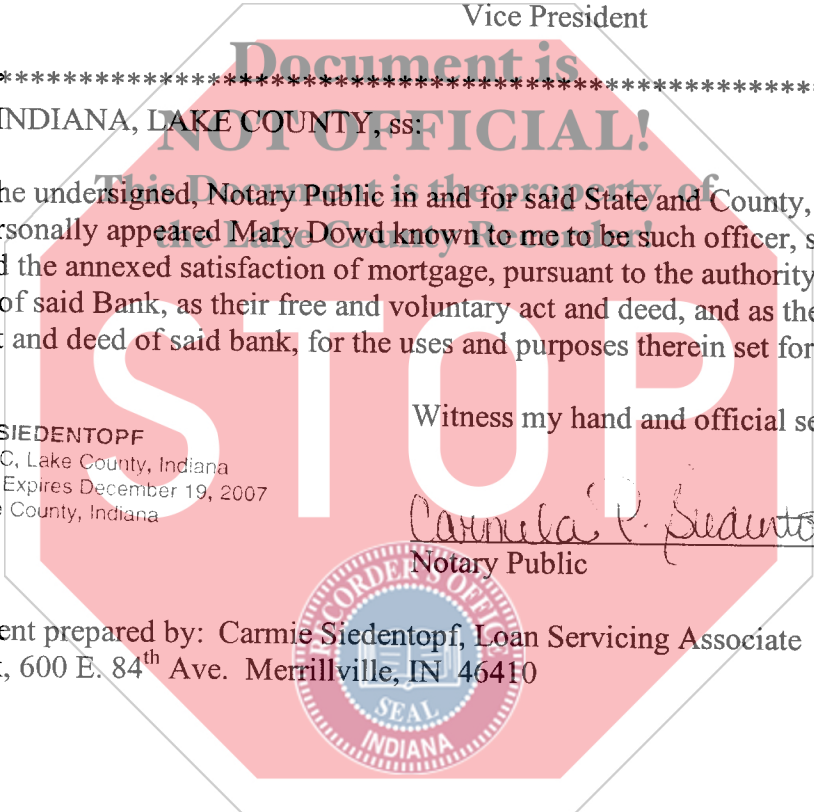 Vice President
Document is
****************************************************
INDIANA, LAKE COUNTY, ss:
NOT OFFICIAL!
This Document is the property of
the Lake County Recorder!
he undersigned, Notary Public in and for said State and County,
rsonally appeared Mary Dowd known to me to be such officer, s
d the annexed satisfaction of mortgage, pursuant to the authority
of said Bank, as their free and voluntary act and deed, and as the
t and deed of said bank, for the uses and purposes therein set for
STOP
SIEDENTOPF
C, Lake County, Indiana
Expires December 19, 2007
e County, Indiana
Witness my hand and official se
Carmela P. Siedento
Notary Public
RECORDER'S OFFICE
ent prepared by: Carmie Siedentopf, Loan Servicing Associate
k, 600 E. 84th Ave. Merrillville, IN 46410
SEAL
INDIANA